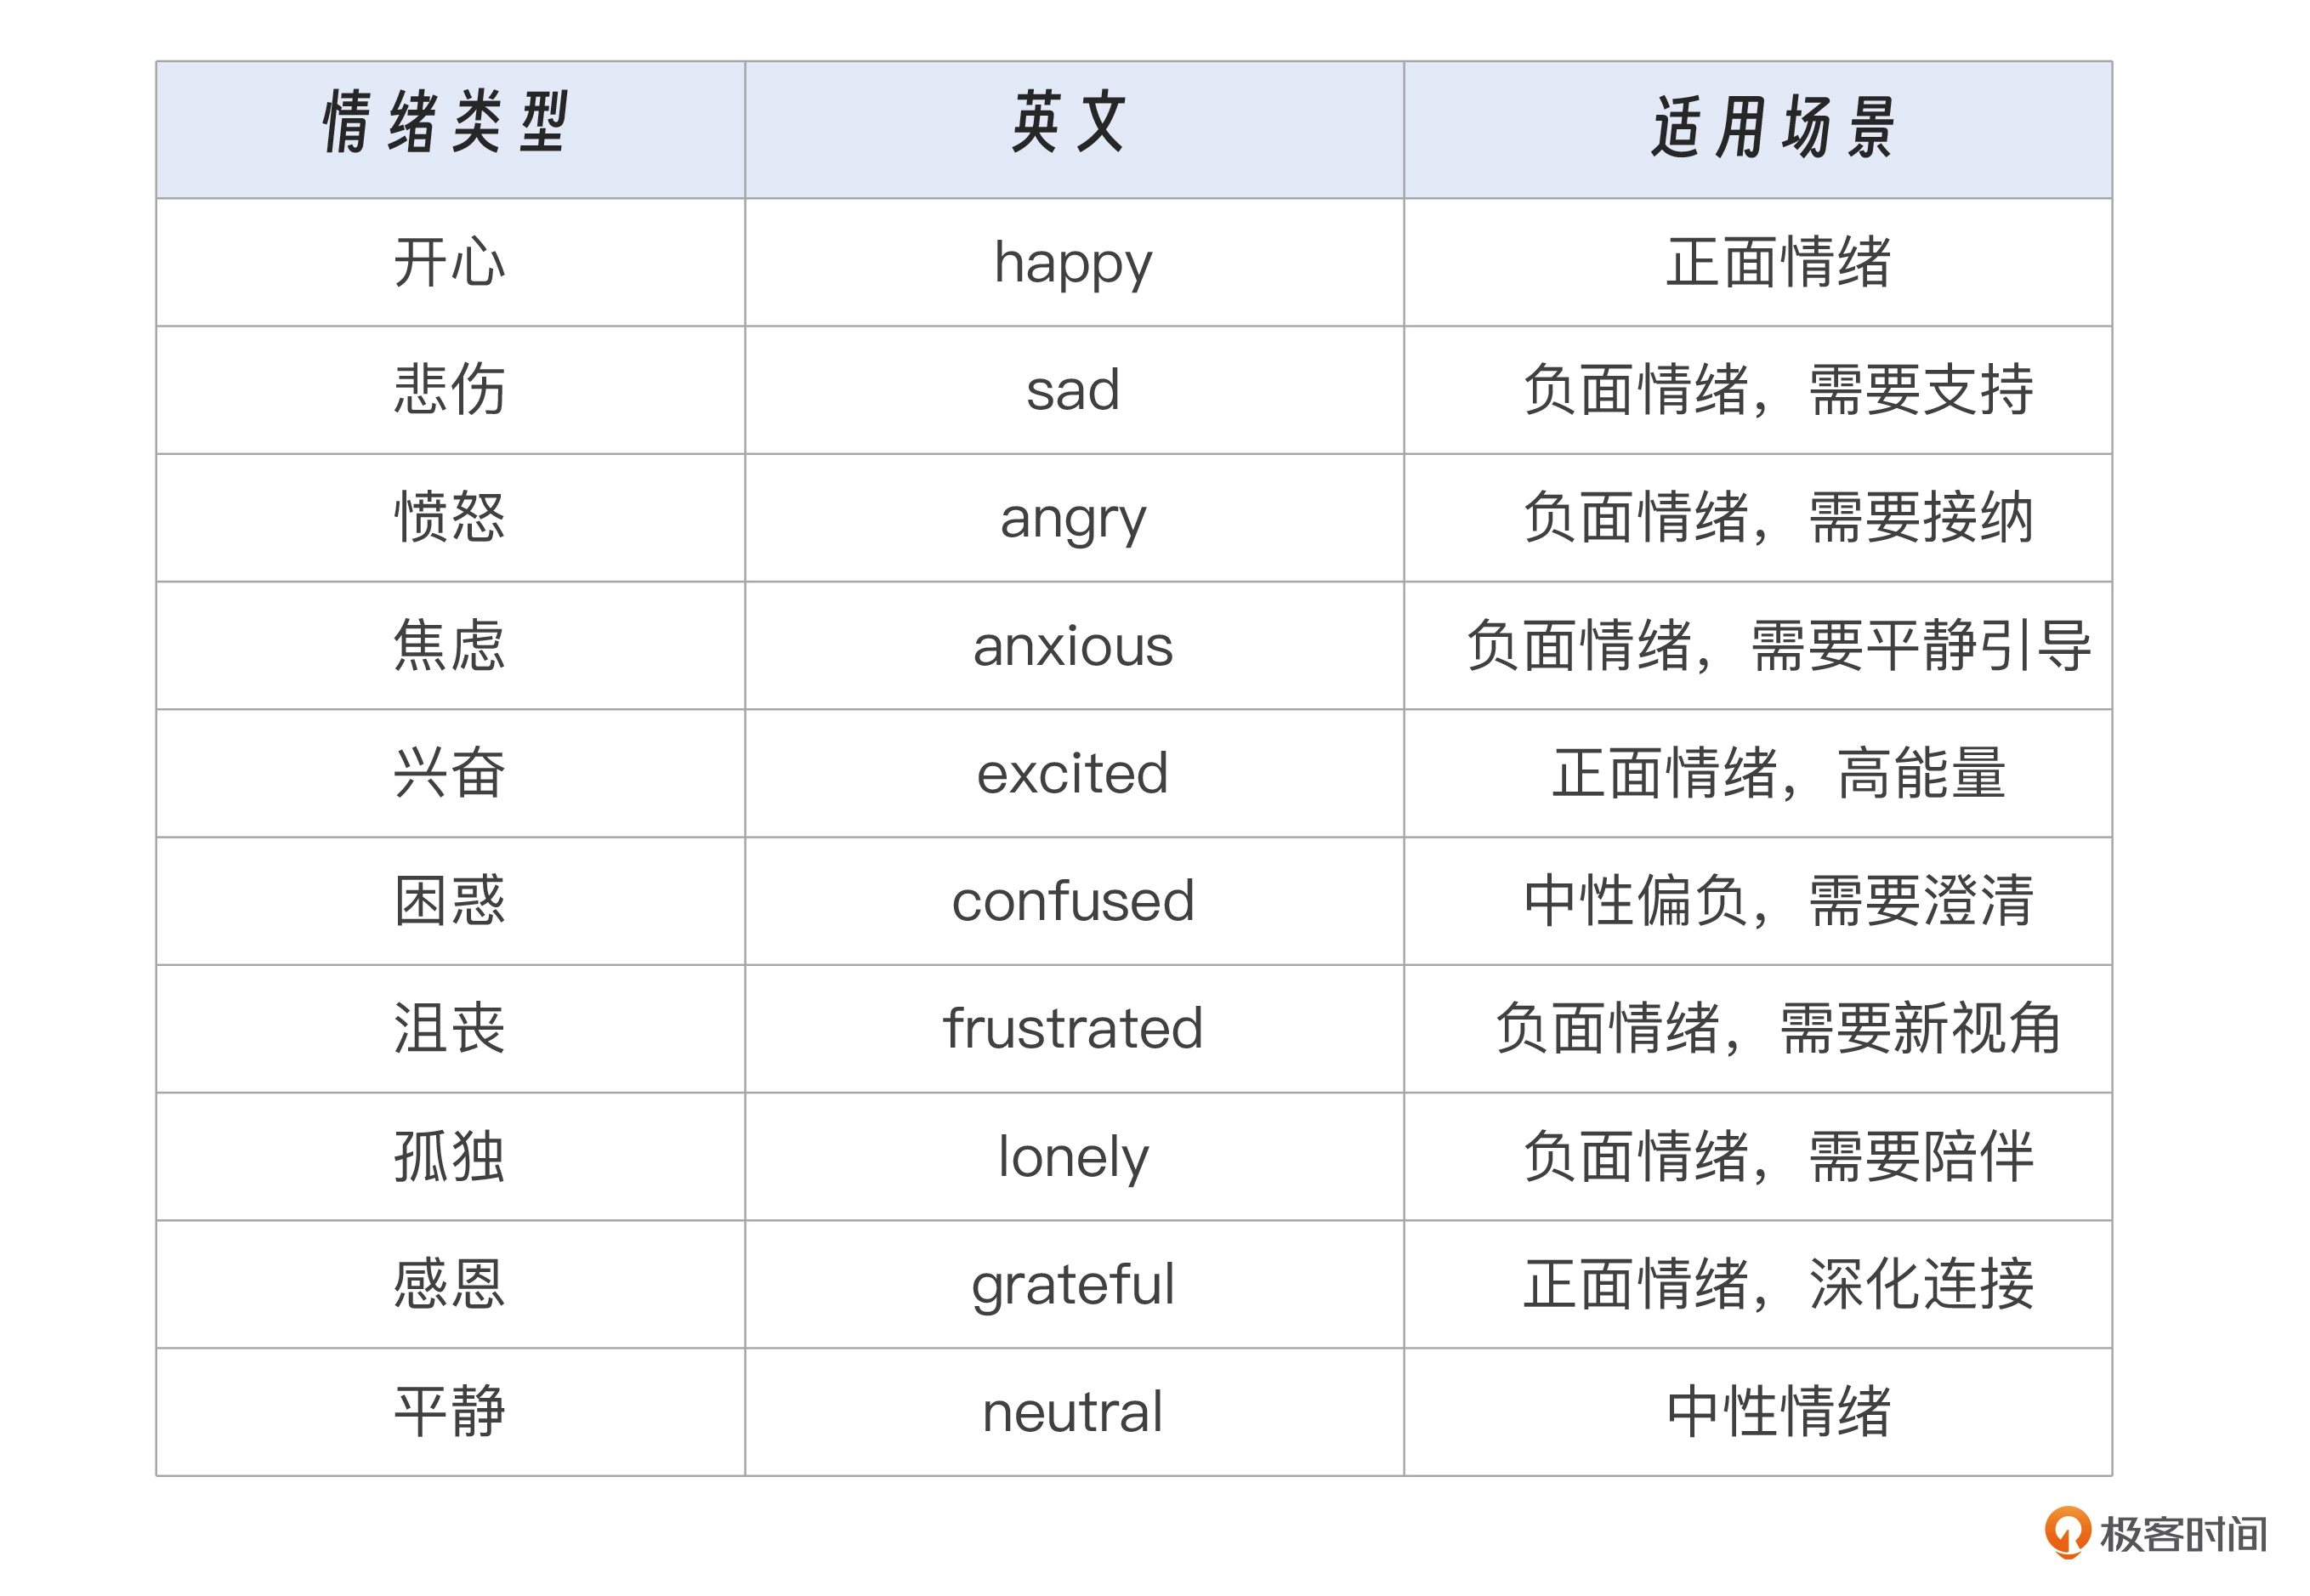 情绪类型 英文 适用场景
开心 happy 正面情绪
悲伤 sad 负面情绪，需要支持
愤怒 angry 负面情绪，需要接纳
焦虑 anxious 负面情绪，需要平静引导
兴奋 excited 正面情绪，高能量
困惑 confused 中性偏负，需要澄清
沮丧 frustrated 负面情绪，需要新视角
孤独 lonely 负面情绪，需要陪伴
感恩 grateful 正面情绪，深化连接
平静 neutral 中性情绪
极客时间